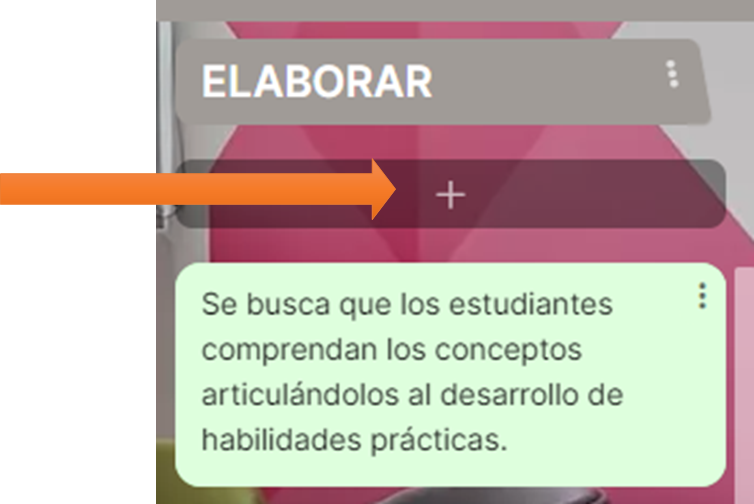 ELABORAR
+
Se busca que los estudiantes
comprendan los conceptos
articulándolos al desarrollo de
habilidades prácticas.